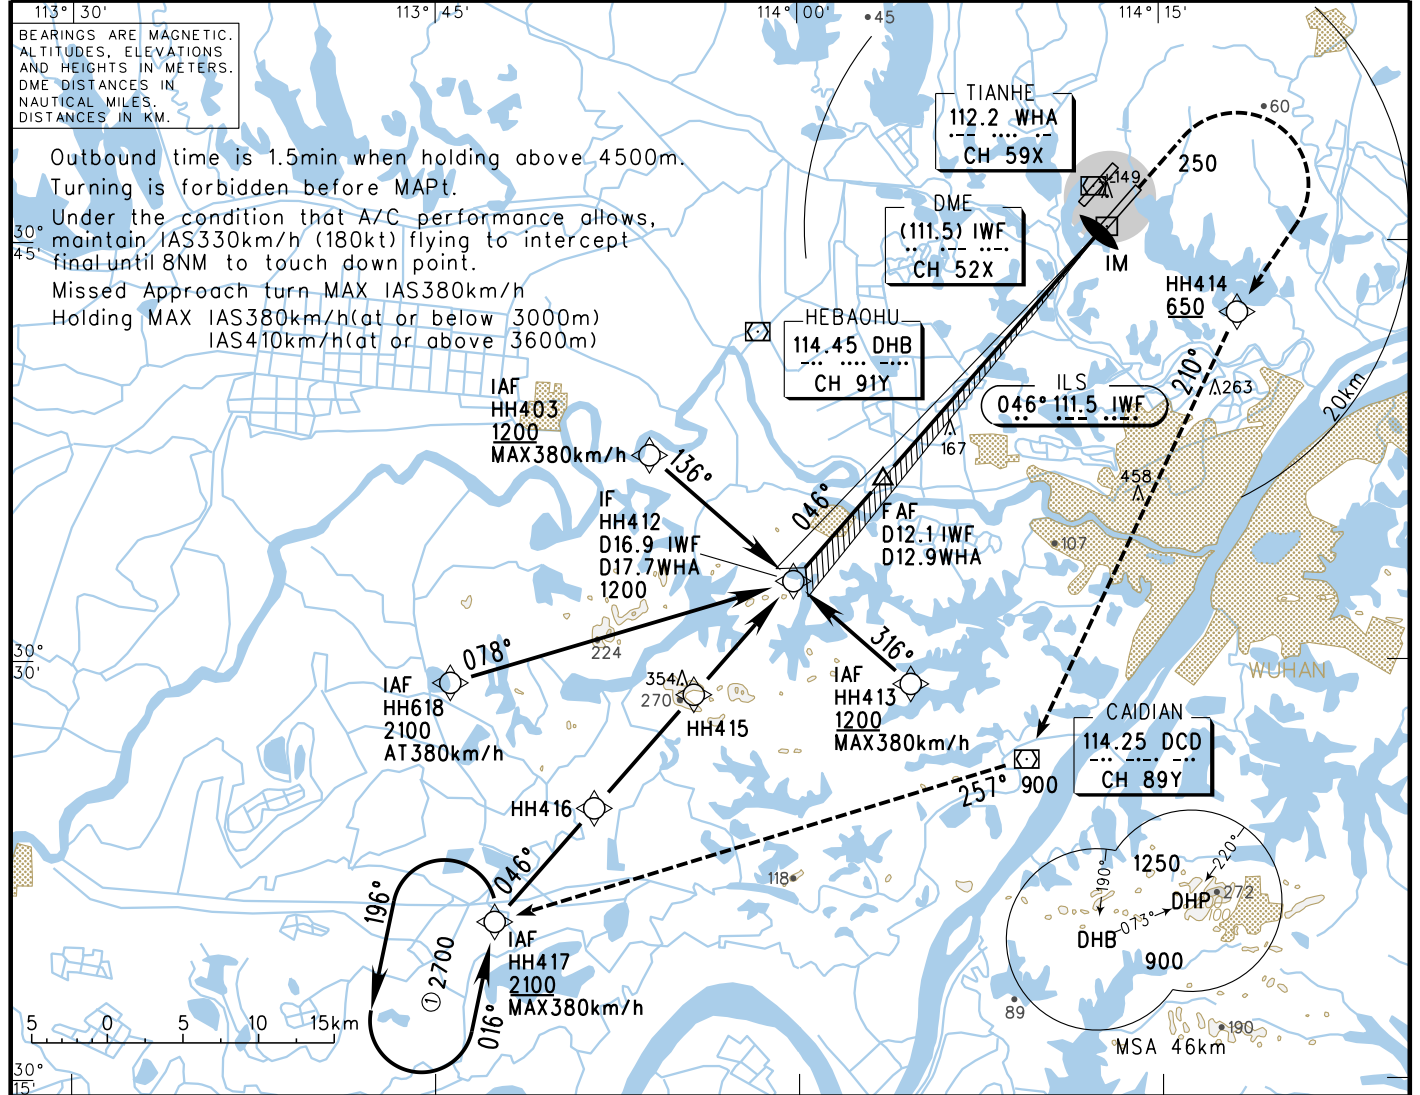 113° 30'
113° 45'
114° 00'
114° 15'
BEARINGS ARE MAGNETIC.
ALTITUDES, ELEVATIONS
AND HEIGHTS IN METERS.
DME DISTANCES IN
NAUTICAL MILES.
DISTANCES IN KM.
45
60
TIANHE
112.2 WHA
CH 59X
250
149
Outbound time is 1.5min when holding above 4500m.
Turning is forbidden before MAPt.
Under the condition that A/C performance allows,
maintain IAS330km/h (180kt) flying to intercept
final until 8NM to touch down point.
Missed Approach turn MAX IAS380km/h
Holding MAX IAS380km/h(at or below 3000m)
IAS410km/h(at or above 3600m)
30°
45'
DME
(111.5) IWF
CH 52X
IM
HH414
650
HEBAOHU
114.45 DHB
CH 91Y
ILS
046° 111.5 IWF
210°
263
20km
IAF
HH403
1200
MAX380km/h
136°
167
458
046°
IF
HH412
D16.9 IWF
D17.7WHA
1200
FAF
D12.1 IWF
D12.9WHA
107
078°
224
316°
30°
30'
WUHAN
IAF
HH618
2100
AT380km/h
354
270
HH415
IAF
HH413
1200
MAX380km/h
CAIDIAN
114.25 DCD
CH 89Y
257°
900
HH416
046°
196°
118
1250
190°
220°
DHP
272
073°
DHB
900
IAF
HH417
2100
MAX380km/h
① 2700
016°
89
190
MSA 46km
5 0 5 10 15km
30°
15'